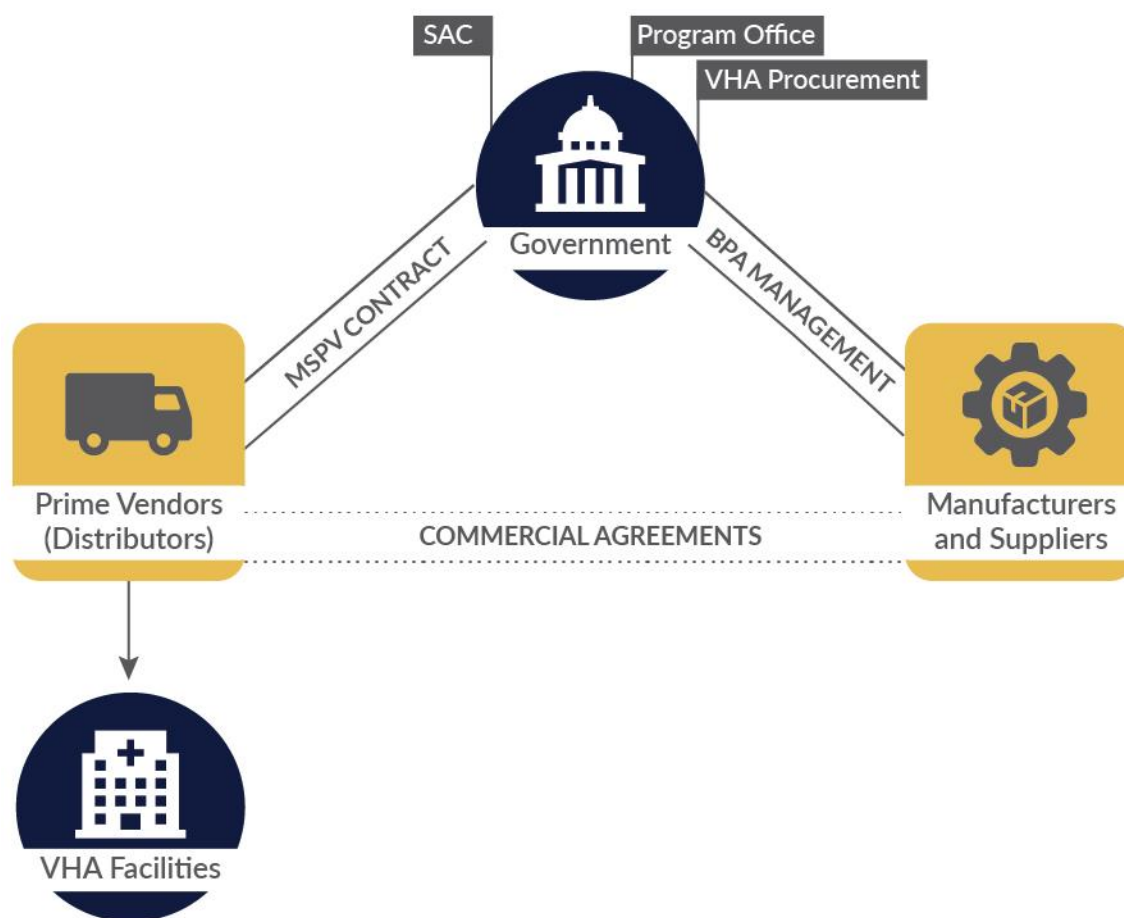 SAC
Program Office
VHA Procurement
Government
MSPV CONTRACT
BPA MANAGEMENT
Prime Vendors
(Distributors)
COMMERCIAL AGREEMENTS
Manufacturers
and Suppliers
VHA Facilities